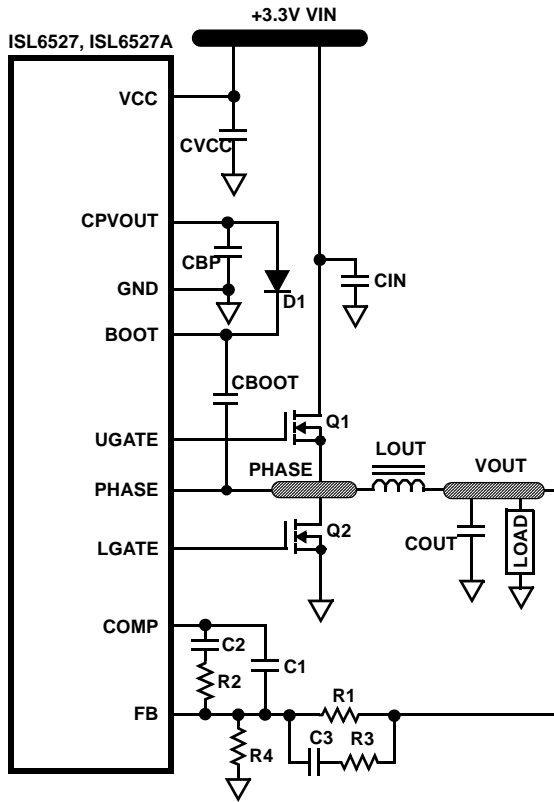 +3.3V VIN
ISL6527, ISL6527A
VCC
CVCC
CPVOUT
CBP
GND
D1
CIN
BOOT
CBOOT
Q1
UGATE
LOUT
PHASE
VOUT
PHASE
Q2
LGATE
COUT
LOAD
COMP
C2
C1
R2
R1
FB
C3
R3
R4